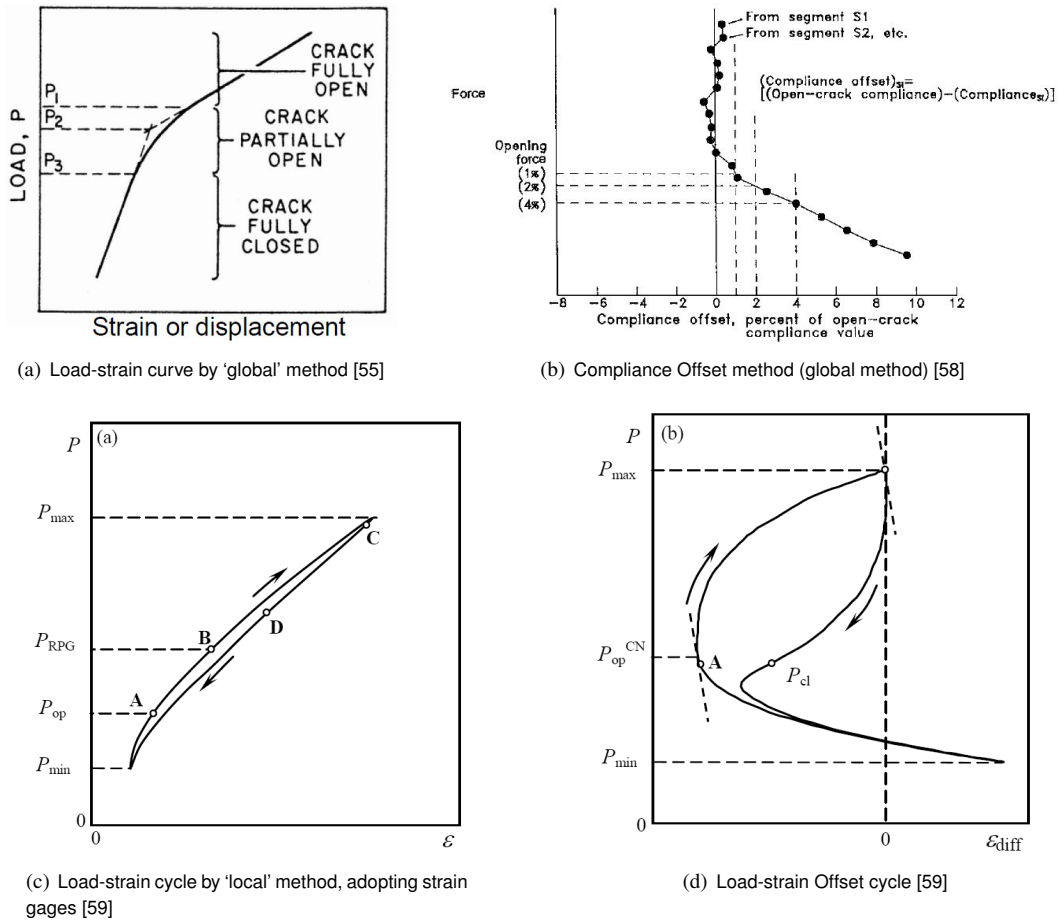 LOAD, P
P1
P2
P3
CRACK
FULLY
OPEN
CRACK
PARTIALLY
OPEN
CRACK
FULLY
CLOSED
Strain or displacement
(a) Load-strain curve by ‘global’ method [55]
From segment S1
From segment S2, etc.
(Compliance offset)S1=
[(Open-crack compliance)-(ComplianceS1)]
Force
Opening
force
(1%)
(2%)
(4%)
-8 -6 -4 -2 0 2 4 6 8 10 12
Compliance offset, percent of open-crack
compliance value
(b) Compliance Offset method (global method) [58]
(a)
P
Pmax
C
D
B
PRPG
A
Pop
Pmin
0
0 ε
(c) Load-strain cycle by ‘local’ method, adopting strain
gages [59]
(b)
P
Pmax
PopCN
A
Pcl
Pmin
0
0 εdiff
(d) Load-strain Offset cycle [59]